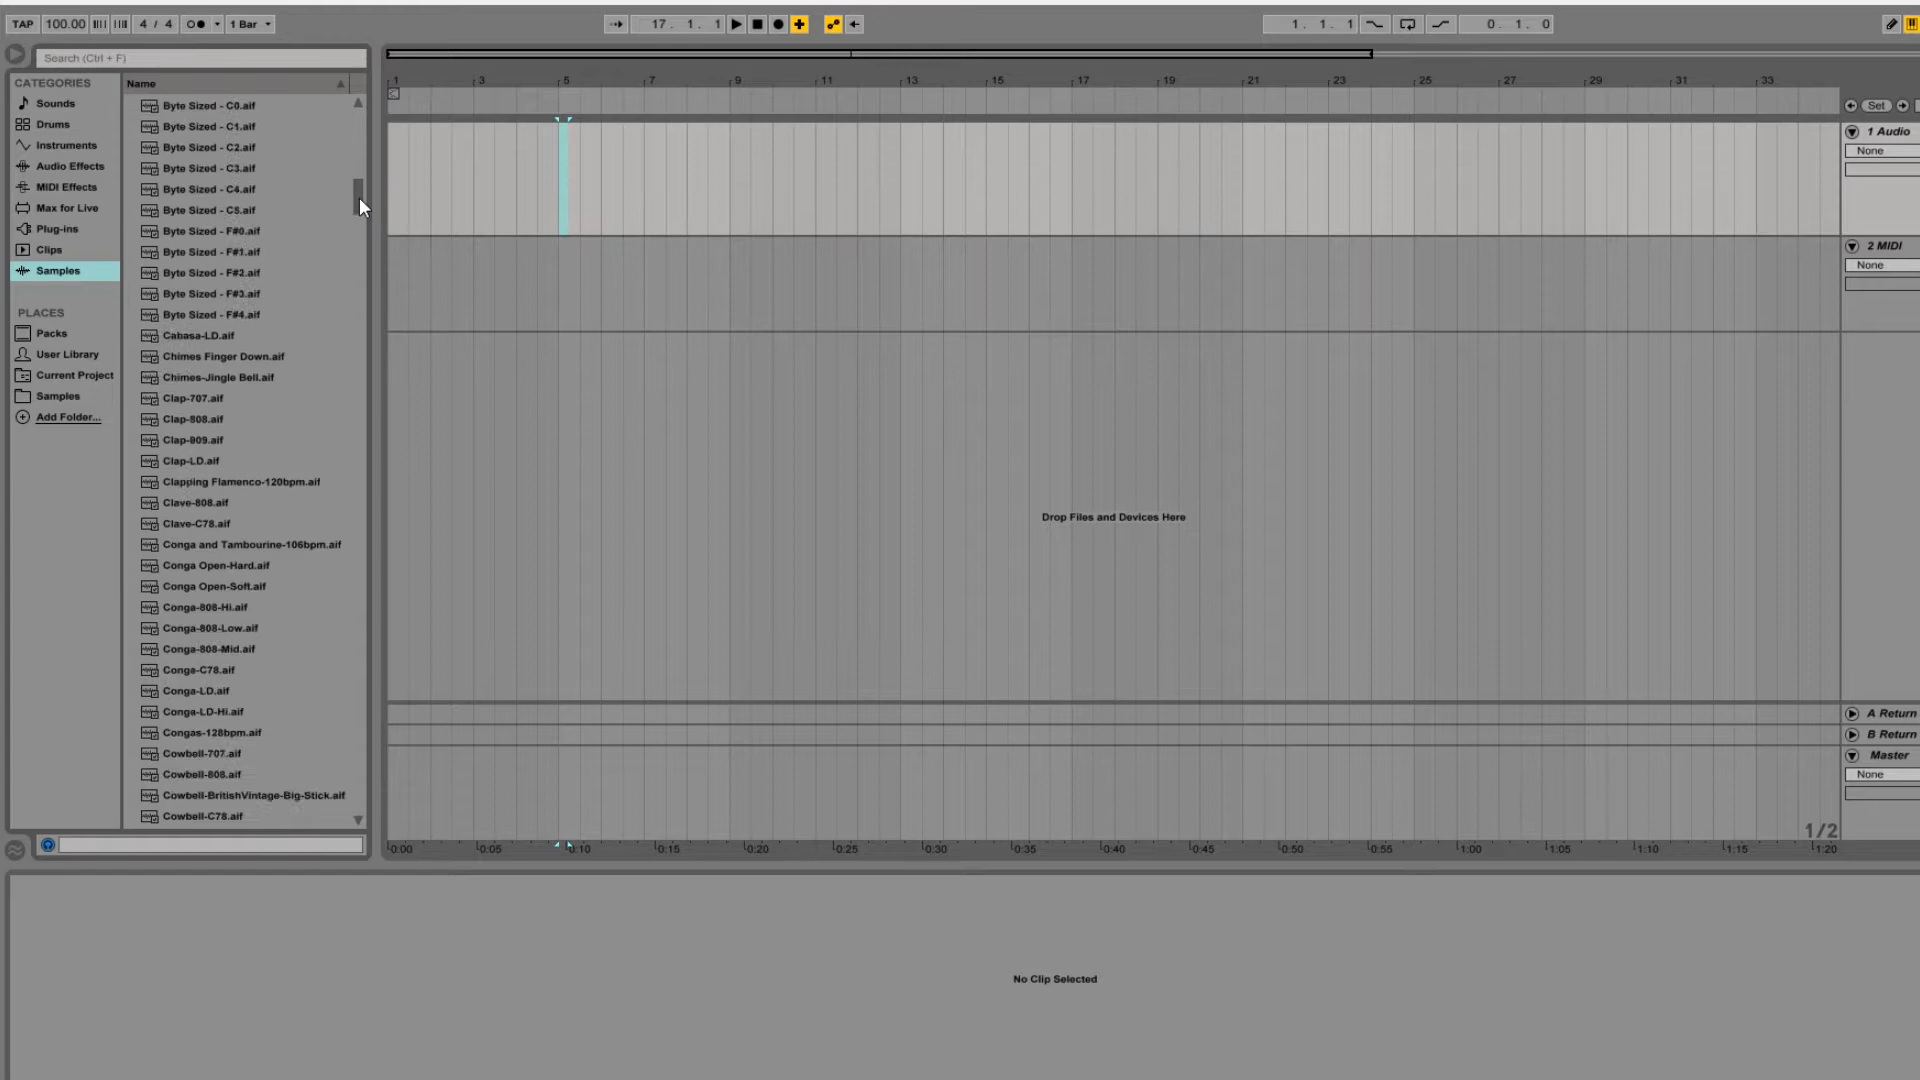 TAP 100.00 4 / 4 1 Bar 17. 1. 1 1. 1. 1 0. 1. 0
Search (Ctrl + F)
CATEGORIES
Sounds
Drums
Instruments
Audio Effects
MIDI Effects
Max for Live
Plug-ins
Clips
Samples
PLACES
Packs
User Library
Current Project
Samples
Add Folder...
Name
Byte Sized - C0.aif
Byte Sized - C1.aif
Byte Sized - C2.aif
Byte Sized - C3.aif
Byte Sized - C4.aif
Byte Sized - C5.aif
Byte Sized - F#0.aif
Byte Sized - F#1.aif
Byte Sized - F#2.aif
Byte Sized - F#3.aif
Byte Sized - F#4.aif
Cabasa-LD.aif
Chimes Finger Down.aif
Chimes-Jingle Bell.aif
Clap-707.aif
Clap-808.aif
Clap-909.aif
Clap-LD.aif
Clapping Flamenco-120bpm.aif
Clave-808.aif
Clave-C78.aif
Conga and Tambourine-106bpm.aif
Conga Open-Hard.aif
Conga Open-Soft.aif
Conga-808-Hi.aif
Conga-808-Low.aif
Conga-808-Mid.aif
Conga-C78.aif
Conga-LD.aif
Conga-LD-Hi.aif
Congas-128bpm.aif
Cowbell-707.aif
Cowbell-808.aif
Cowbell-BritishVintage-Big-Stick.aif
Cowbell-C78.aif
1 3 5 7 9 11 13 15 17 19 21 23 25 27 29 31 33
Set
1 Audio
None
2 MIDI
None
Drop Files and Devices Here
A Return
B Return
Master
None
1/2
0:00 0:05 0:10 0:15 0:20 0:25 0:30 0:35 0:40 0:45 0:50 0:55 1:00 1:05 1:10 1:15 1:20
No Clip Selected